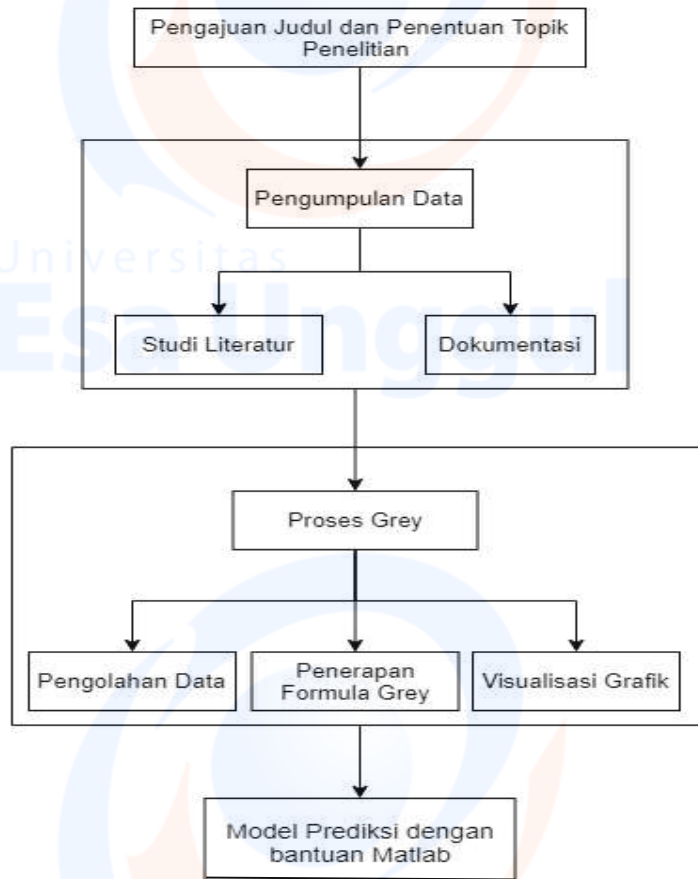 Pengajuan Judul dan Penentuan Topik
Penelitian
Pengumpulan Data
Universitas
Esa Unggul
Studi Literatur
Dokumentasi
Proses Grey
Pengolahan Data
Penerapan
Formula Grey
Visualisasi Grafik
Model Prediksi dengan
bantuan Matlab